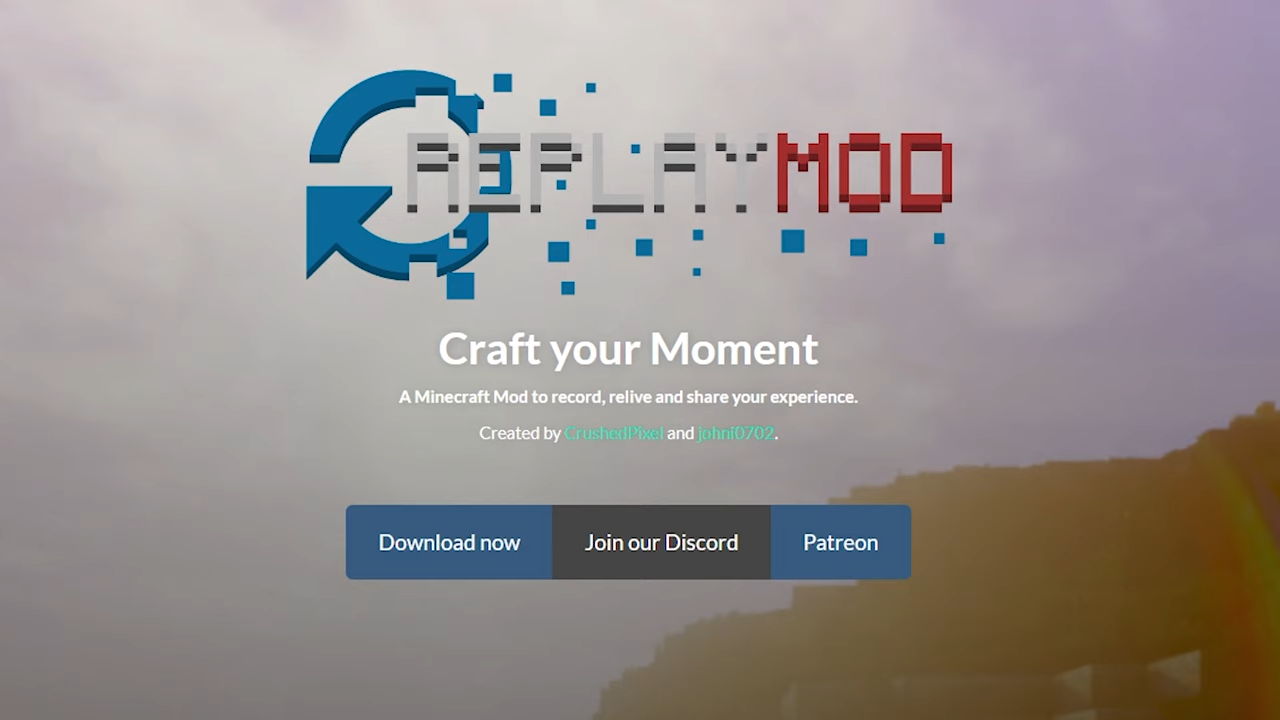 REPLAYMOD
Craft your Moment
A Minecraft Mod to record, relive and share your experience.
Created by CrushedPixel and johni0702.
Download now
Join our Discord
Patreon